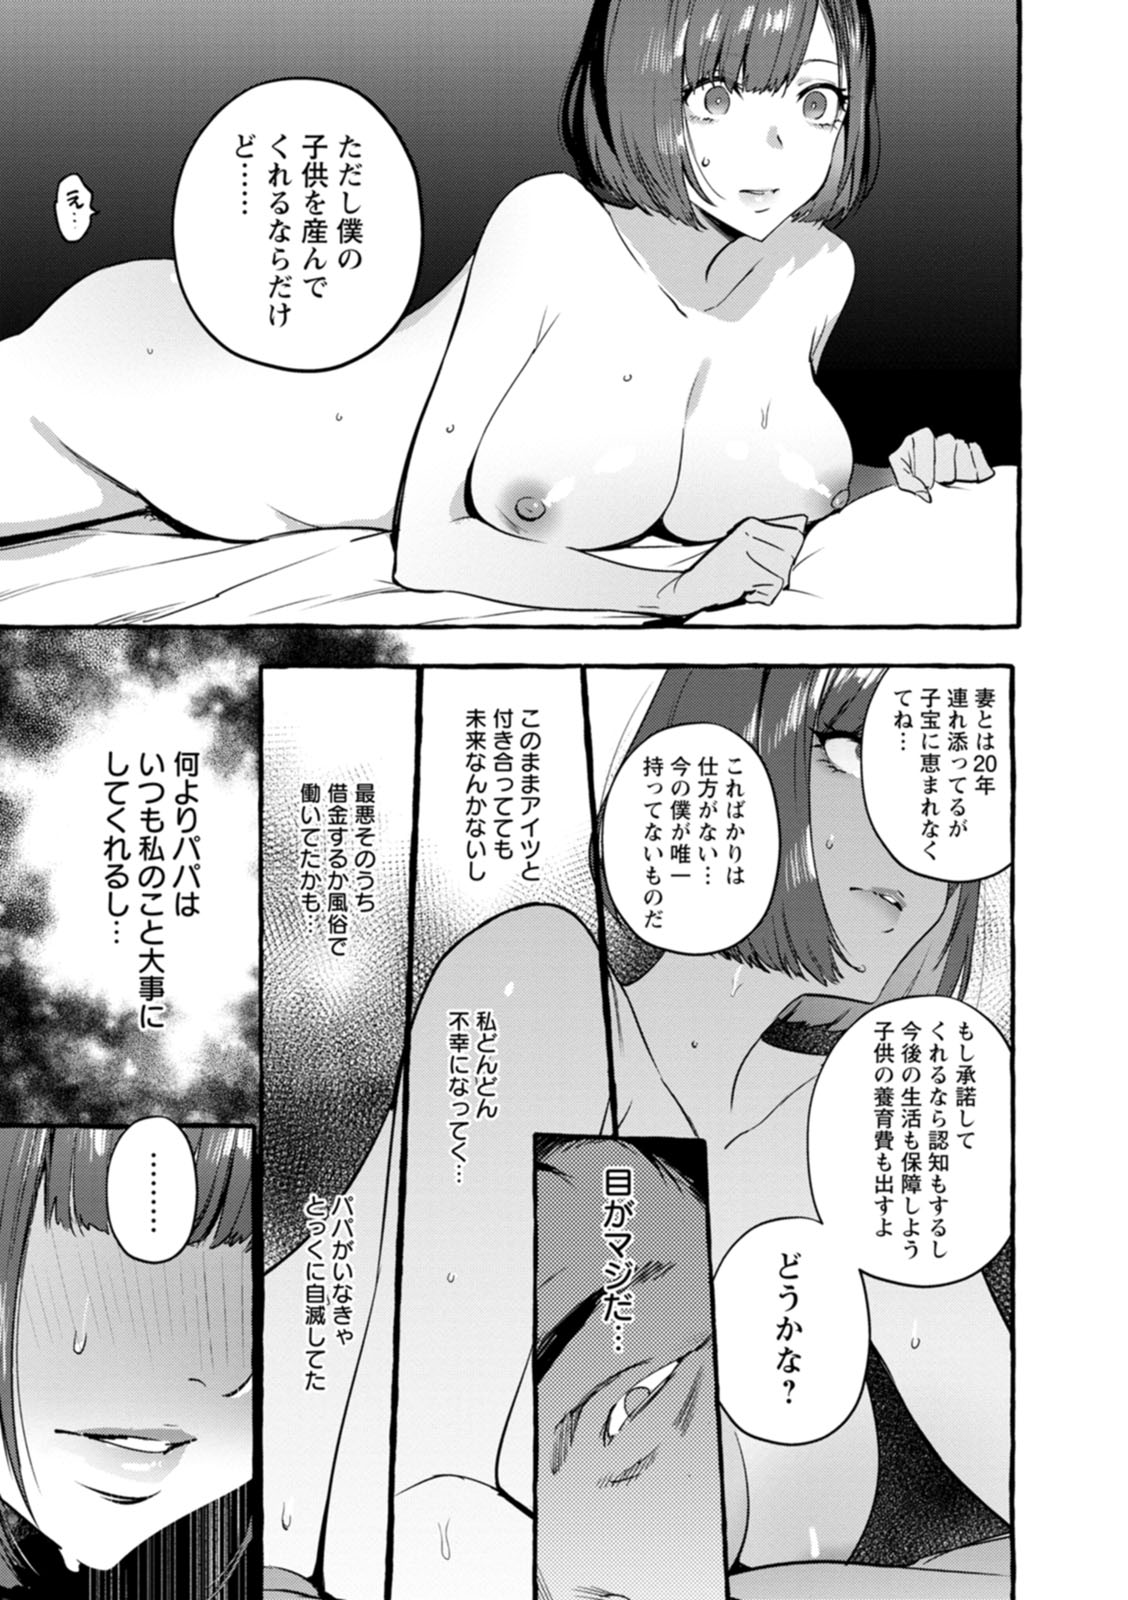 ただし僕の
子供を産んで
くれるならだけ
ど……
え…
妻とは20年
連れ添ってるが
子宝に恵まれなく
てね…
こればかりは
仕方がない…
今の僕が唯一
持ってないものだ
もし承諾して
くれるなら認知もするし
今後の生活も保障しよう
子供の養育費も出すよ
どうかな?
目がマジだ…
このままアイツと
付き合ってても
未来なんかないし
私どんどん
不幸になってく…
最悪そのうち
借金するか風俗で
働いてたかも…
パパがいなきゃ
とっくに自滅してた
何よりパパは
いつも私のこと大事に
してくれるし…
………